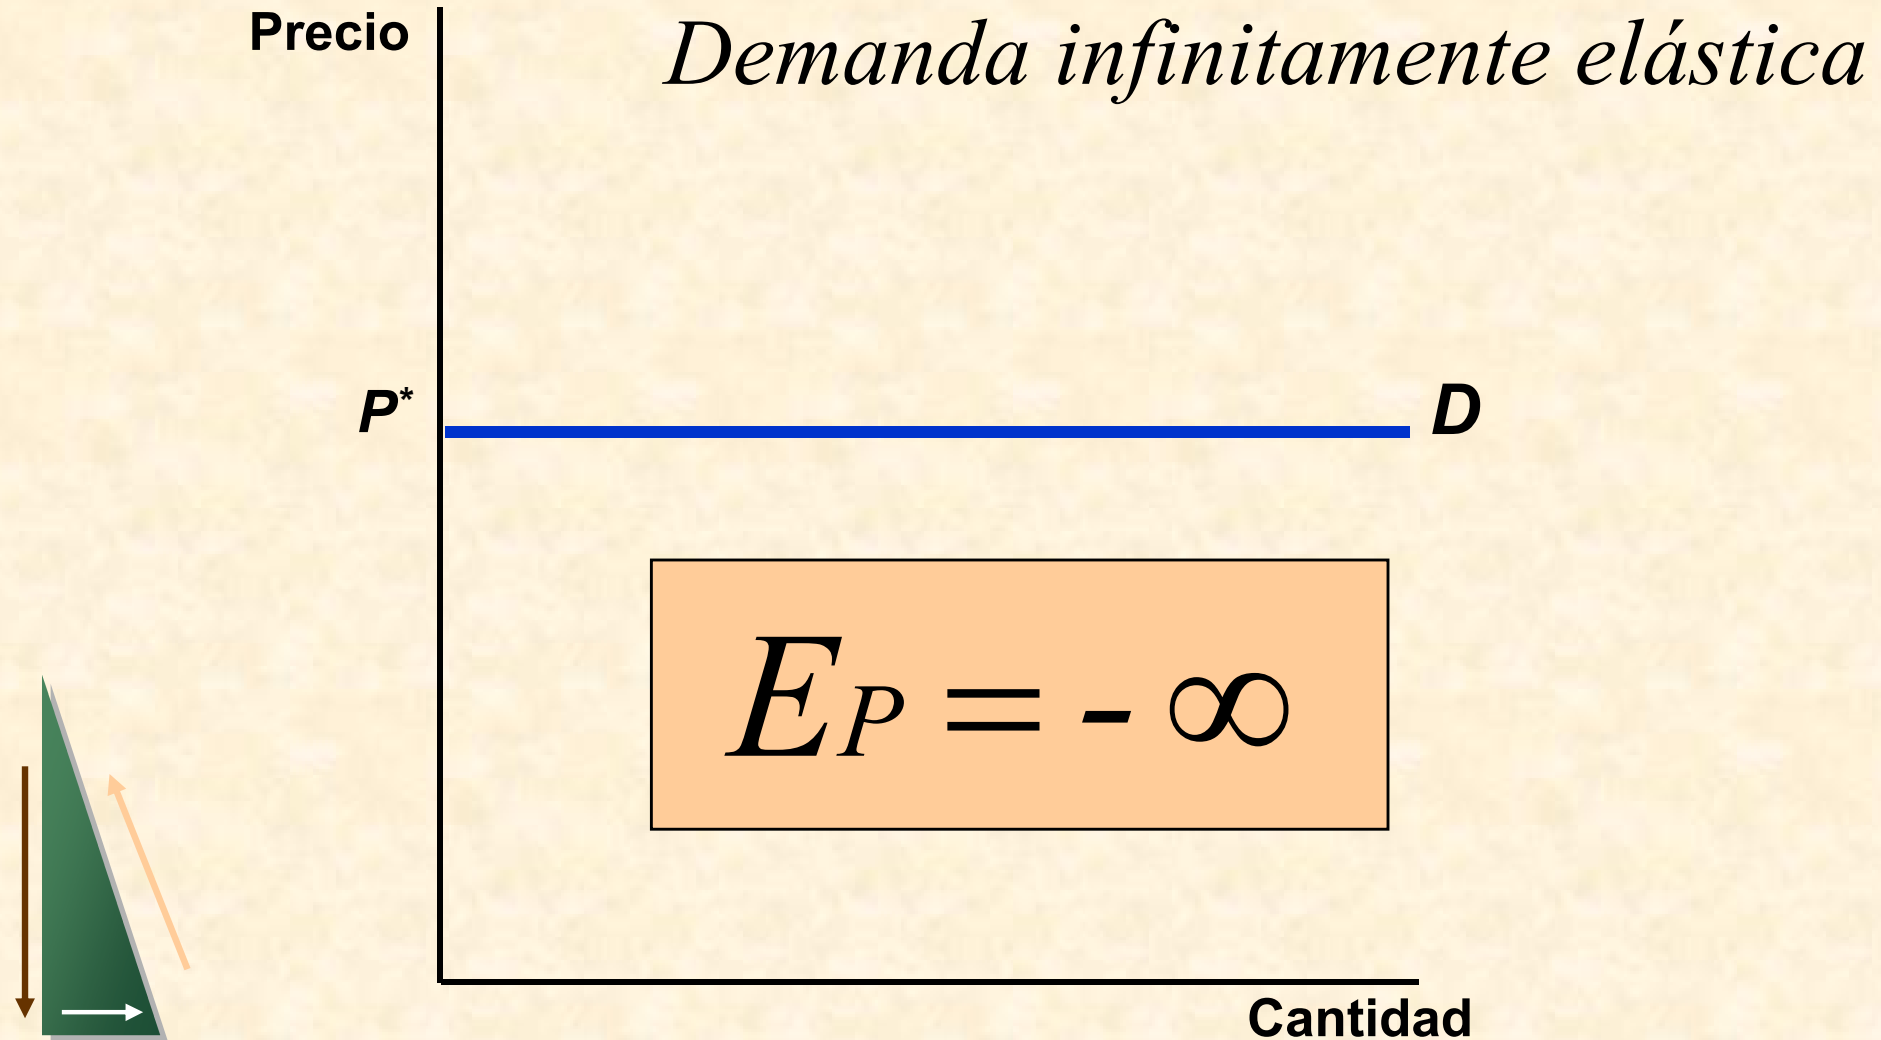 Precio
Demanda infinitamente elástica
P*
D
EP = - ∞
Cantidad